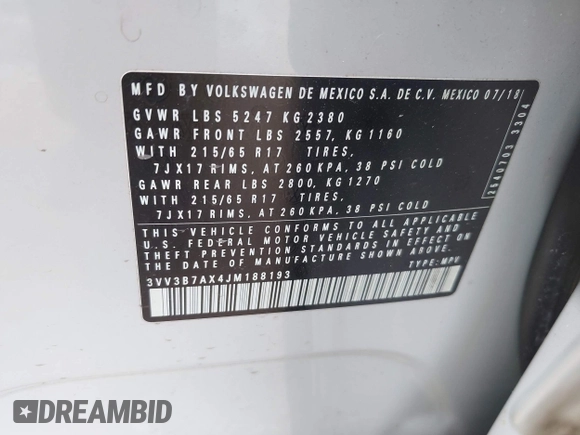 MFD BY VOLKSWAGEN DE MEXICO S.A. DE C.V. MEXICO 07/18
GVWR LBS 5247 KG 2380
GAWR FRONT LBS 2557, KG 1160
WITH 215/65 R17 TIRES,
7JX17 RIMS, AT 260 KPA, 38 PSI COLD
GAWR REAR LBS 2800, KG 1270
WITH 215/65 R17 TIRES,
7JX17 RIMS, AT 260 KPA, 38 PSI COLD
THIS VEHICLE CONFORMS TO ALL APPLICABLE
U.S. FEDERAL MOTOR VEHICLE SAFETY AND
THEFT PREVENTION STANDARDS IN EFFECT ON
THE DATE OF MANUFACTURE SHOWN ABOVE.
3VV3B7AX4JM188193 TYPE: MPV
2640703 3304
DREAMBID